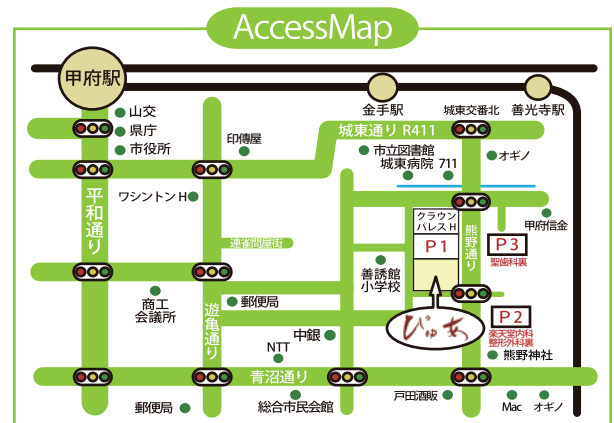 AccessMap
甲府駅
金手駅
善光寺駅
城東交番北
山交
県庁
市役所
印傳屋
城東通り R411
市立図書館
城東病院 711
オギノ
ワシントンH
平和通り
連雀問屋街
クラウン
パレスH
P1
熊野通り
甲府信金
P3
聖歯科裏
善誘館
小学校
商工
会議所
遊亀通り
郵便局
中銀
NTT
ぴゅあ
P2
楽天堂内科
整形外科裏
熊野神社
青沼通り
郵便局
総合市民会館
戸田酒販
Mac
オギノ